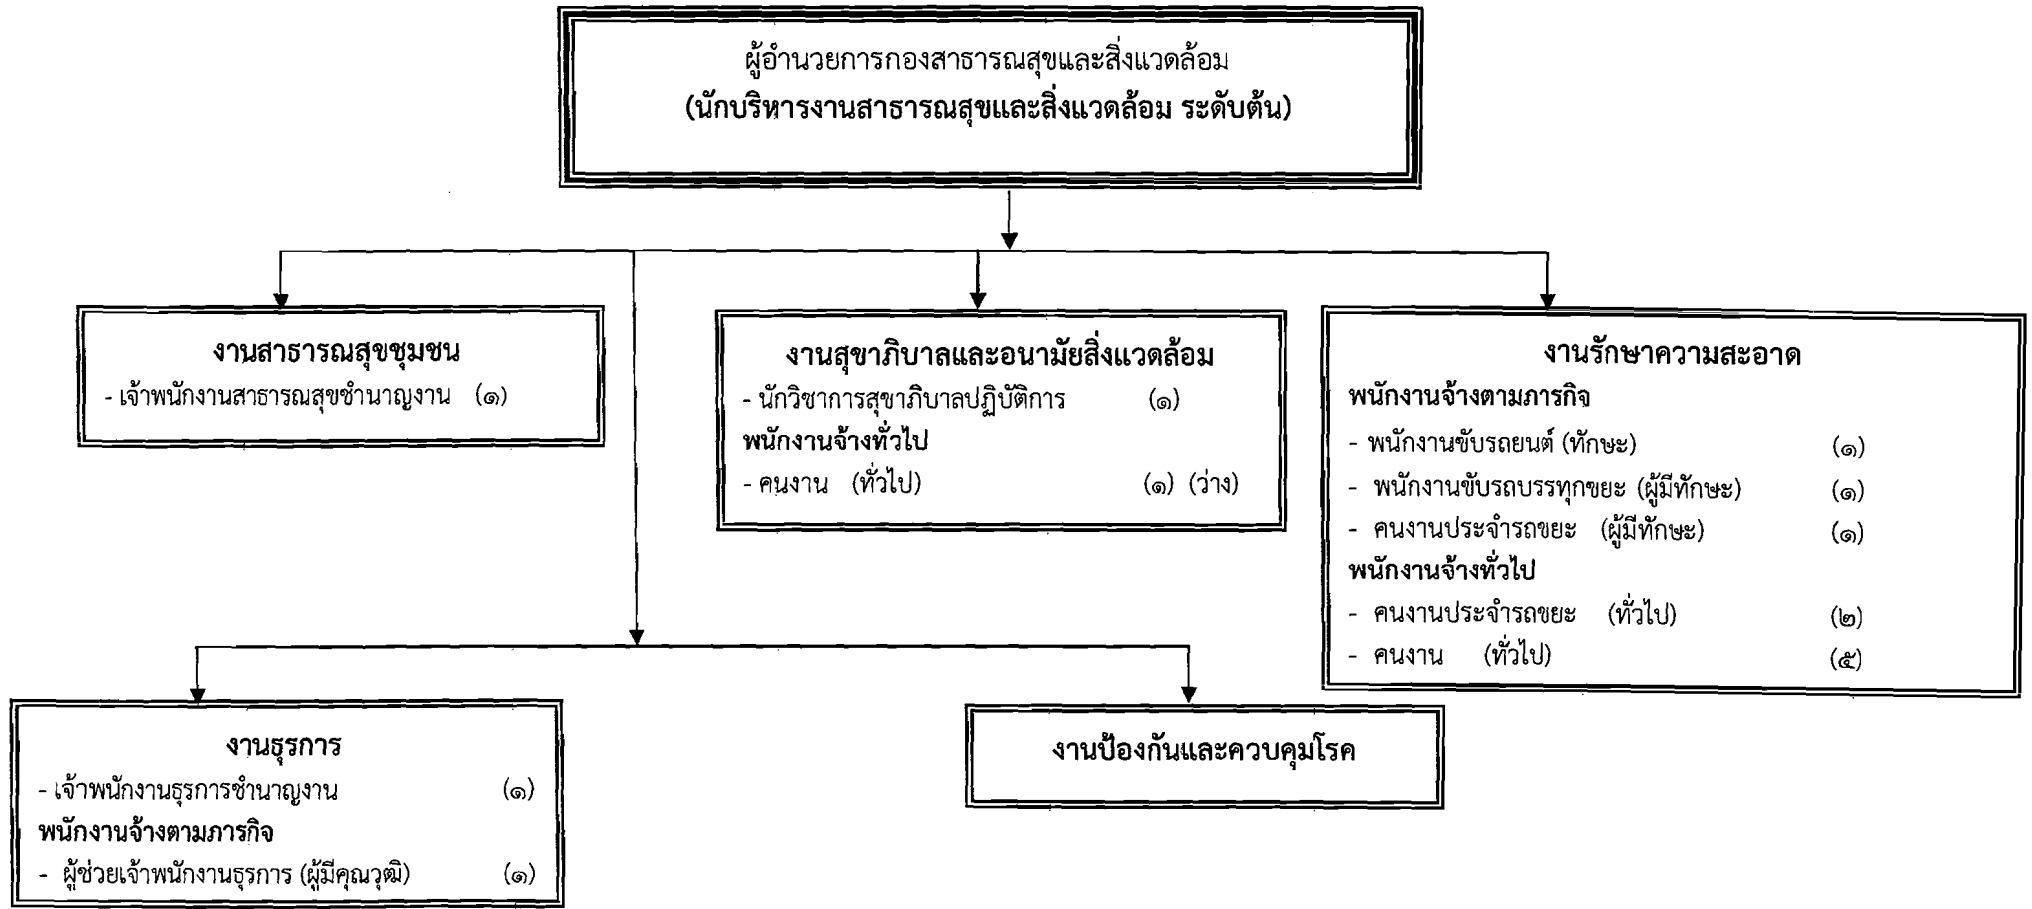 ผู้อำนวยการกองสาธารณสุขและสิ่งแวดล้อม
(นักบริหารงานสาธารณสุขและสิ่งแวดล้อม ระดับต้น)
งานสาธารณสุขชุมชน
- เจ้าพนักงานสาธารณสุขชำนาญงาน (๑)
งานสุขาภิบาลและอนามัยสิ่งแวดล้อม
- นักวิชาการสุขาภิบาลปฏิบัติการ (๑)
พนักงานจ้างทั่วไป
- คนงาน (ทั่วไป) (๑) (ว่าง)
งานรักษาความสะอาด
พนักงานจ้างตามภารกิจ
- พนักงานขับรถยนต์ (ทักษะ) (๑)
- พนักงานขับรถบรรทุกขยะ (ผู้มีทักษะ) (๑)
- คนงานประจำรถขยะ (ผู้มีทักษะ) (๑)
พนักงานจ้างทั่วไป
- คนงานประจำรถขยะ (ทั่วไป) (๒)
- คนงาน (ทั่วไป) (๕)
งานธุรการ
- เจ้าพนักงานธุรการชำนาญงาน (๑)
พนักงานจ้างตามภารกิจ
- ผู้ช่วยเจ้าพนักงานธุรการ (ผู้มีคุณวุฒิ) (๑)
งานป้องกันและควบคุมโรค